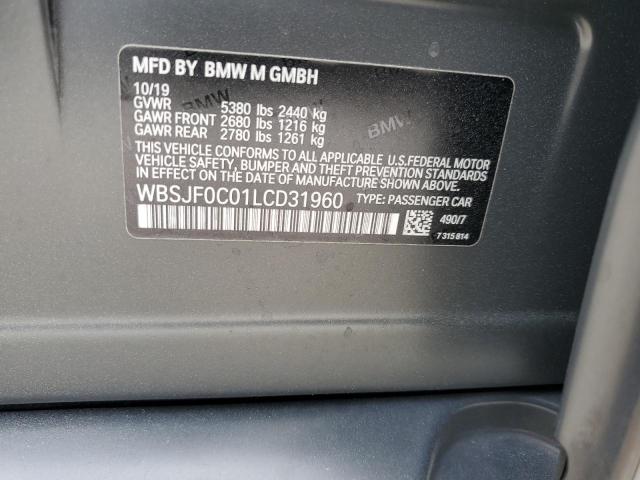 MFD BY BMW M GMBH
10/19
GVWR 5380 lbs 2440 kg
GAWR FRONT 2680 lbs 1216 kg
GAWR REAR 2780 lbs 1261 kg
THIS VEHICLE CONFORMS TO ALL APPLICABLE U.S. FEDERAL MOTOR
VEHICLE SAFETY, BUMPER AND THEFT PREVENTION STANDARDS
IN EFFECT ON THE DATE OF MANUFACTURE SHOWN ABOVE.
WBSJF0C01LCD31960 TYPE: PASSENGER CAR
490/7
7315814
BMW
BMW